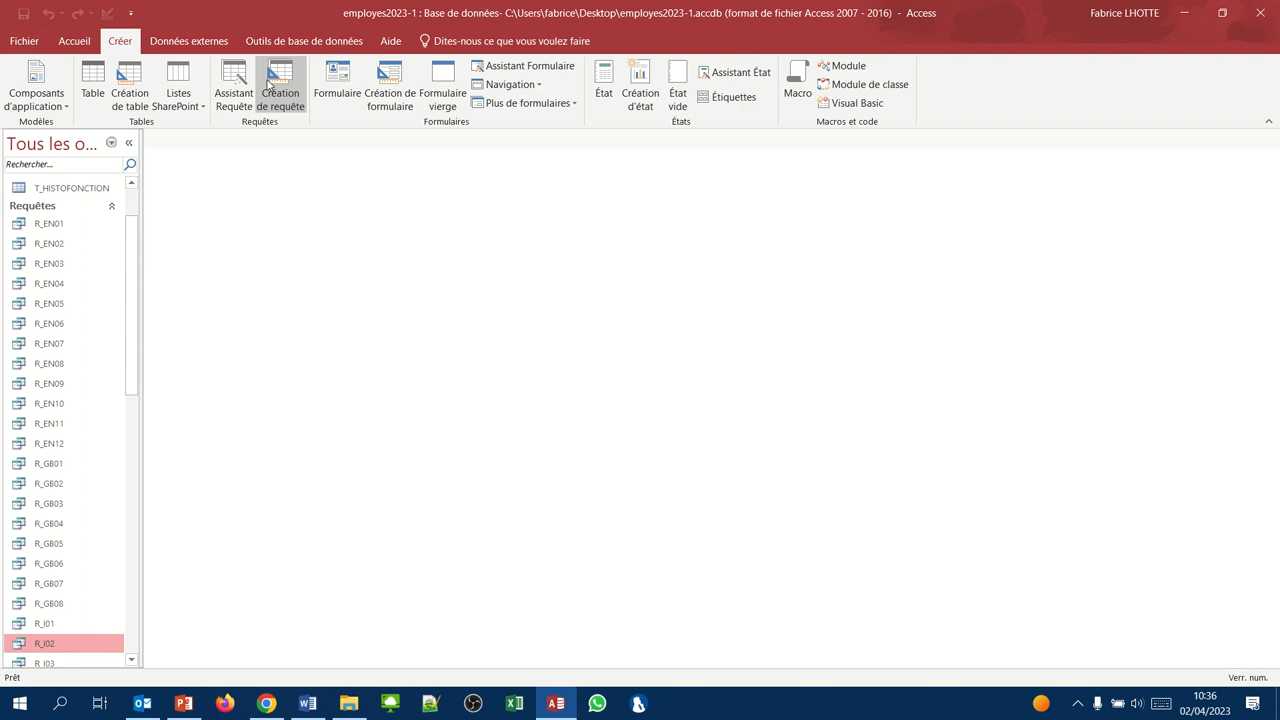 employes2023-1 : Base de données- C:\Users\fabrice\Desktop\employes2023-1.accdb (format de fichier Access 2007 - 2016) - Access
Fabrice LHOTTE
Fichier Accueil Créer Données externes Outils de base de données Aide Dites-nous ce que vous voulez faire
Composants d'application
Modèles
Table
Création de table
Listes SharePoint
Tables
Assistant Requête
Création de requête
Requêtes
Formulaire
Création de formulaire
Formulaire vierge
Assistant Formulaire
Navigation
Plus de formulaires
Formulaires
État
Création d'état
État vide
Assistant État
Étiquettes
États
Macro
Module
Module de classe
Visual Basic
Macros et code
Tous les o...
Rechercher...
T_HISTOFONCTION
Requêtes
R_EN01
R_EN02
R_EN03
R_EN04
R_EN05
R_EN06
R_EN07
R_EN08
R_EN09
R_EN10
R_EN11
R_EN12
R_GB01
R_GB02
R_GB03
R_GB04
R_GB05
R_GB06
R_GB07
R_GB08
R_I01
R_I02
R_I03
Prêt
Verr. num.
10:36
02/04/2023